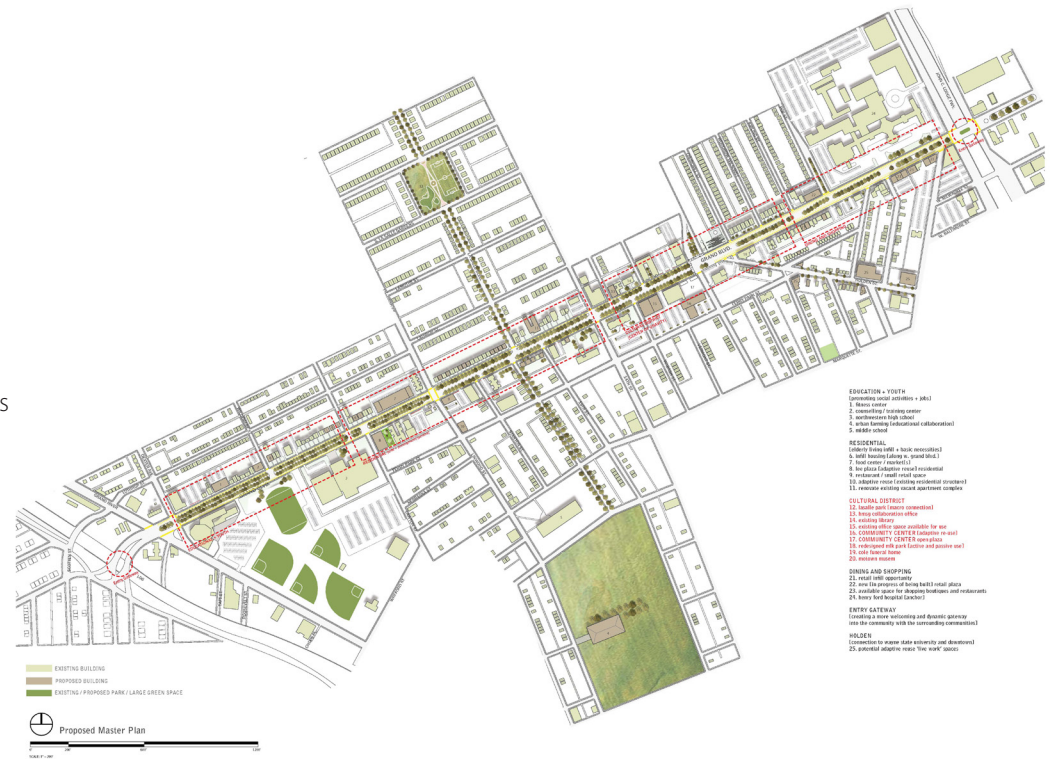 S
JOHN C. LODGE FWY.
GRAND BLVD.
EDUCATION + YOUTH
(promoting social activities + jobs)
1. fitness center
2. counselling / training center
3. northwestern high school
4. urban farming (educational collaboration)
5. middle school
RESIDENTIAL
(elderly living infill + basic necessities)
6. infill housing (along w. grand blvd.)
7. food center / market(s)
8. lee plaza (adaptive reuse) residential
9. restaurant / small retail space
10. adaptive reuse (existing residential structure)
11. renovate existing vacant apartment complex
CULTURAL DISTRICT
12. lasalle park (macro connection)
14. existing library
15. existing office space available for use
16. COMMUNITY CENTER (adaptive re-use)
17. COMMUNITY CENTER open plaza
18. redesigned elk park (active and passive use)
19. cole funeral home
20. motown museum
DINING AND SHOPPING
21. retail infill opportunity
22. new (in progress of being built) retail plaza
23. available space for shopping boutiques and restaurants
24. henry ford hospital (anchor)
ENTRY GATEWAY
(creating a more welcoming and dynamic gateway
into the community with the surrounding communities)
HOLDEN
(connection to wayne state university and downtown)
25. potential adaptive reuse 'live work' spaces
EXISTING BUILDING
PROPOSED BUILDING
EXISTING / PROPOSED PARK / LARGE GREEN SPACE
Proposed Master Plan